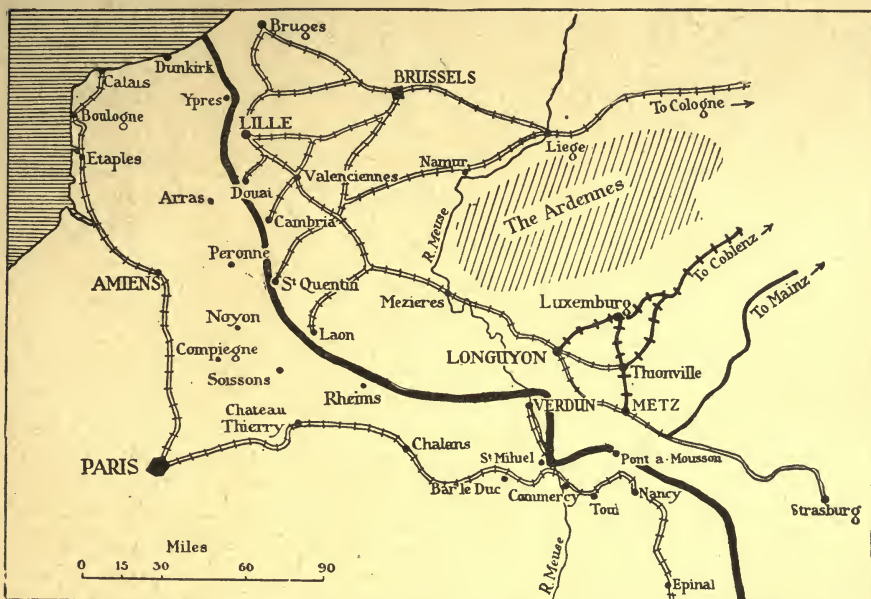 Bruges
Dunkirk
Calais
BRUSSELS
Ypres
To Cologne
Boulogne
LILLE
Liege
Etaples
Namur
Valenciennes
Douai
The Ardennes
Arras
Cambria
R. Meuse
Peronne
To Coblenz
AMIENS
St Quentin
Mezieres
Luxemburg
To Mainz
Noyon
Laon
LONGUYON
Compiegne
Thionville
Soissons
Rheims
VERDUN
METZ
Chateau
Thierry
Chalons
St Mihuel
Pont a-Mousson
PARIS
Bar le Duc
Commercy
Toul
Nancy
Strasburg
Miles
0 15 30 60 90
R. Meuse
Epinal